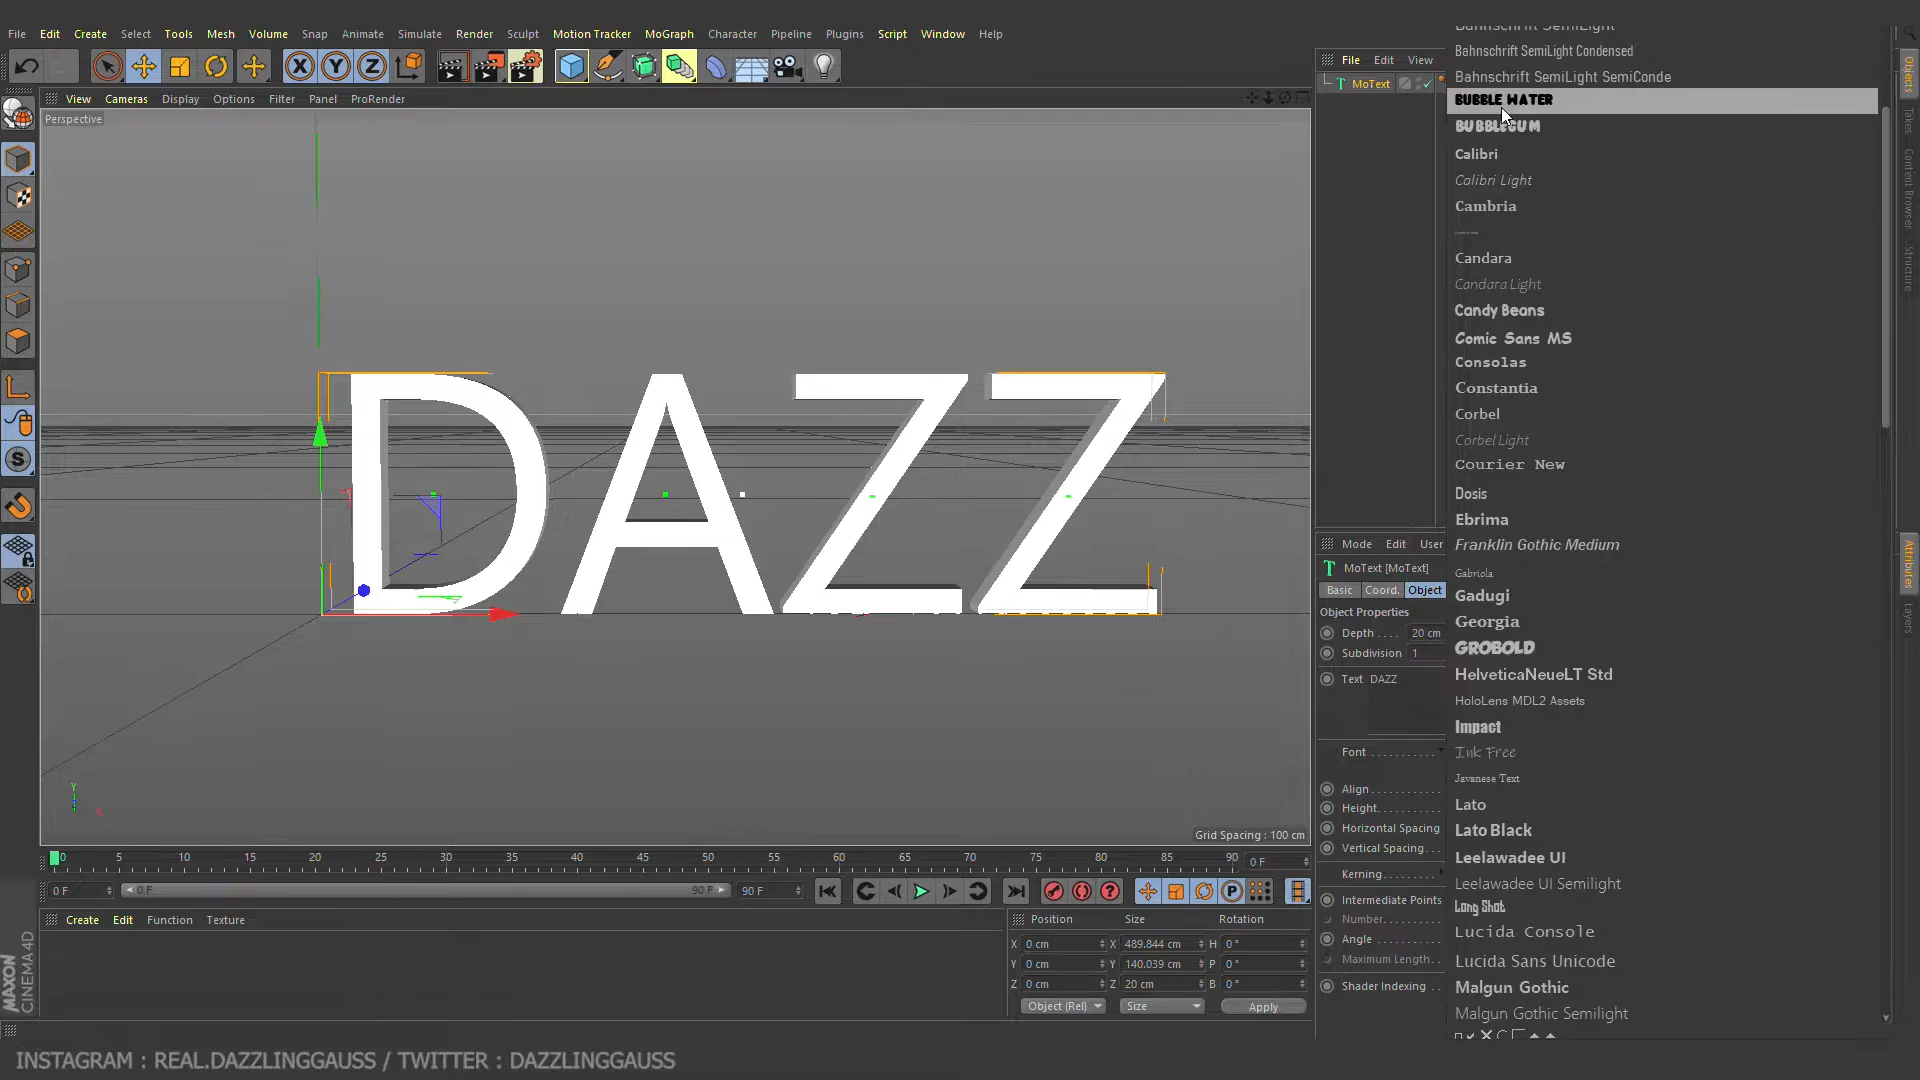 File Edit Create Select Tools Mesh Volume Snap Animate Simulate Render Sculpt Motion Tracker MoGraph Character Pipeline Plugins Script Window Help
View Cameras Display Options Filter Panel ProRender
Perspective
DAZZ
Y
X
Grid Spacing : 100 cm
0 5 10 15 20 25 30 35 40 45 50 55 60 65 70 75 80 85 90 0 F
0 F 0 F 90 F 90 F
Create Edit Function Texture
MAXON
CINEMA 4D
Position Size Rotation
X 0 cm X 489.844 cm H 0 °
Y 0 cm Y 140.039 cm P 0 °
Z 0 cm Z 20 cm B 0 °
Object (Rel) Size Apply
File Edit View
MoText
Mode Edit User
MoText [MoText]
Basic Coord. Object
Object Properties
Depth . . . . 20 cm
Subdivision 1
Text DAZZ
Font
Align
Height
Horizontal Spacing
Vertical Spacing
Kerning
Intermediate Points
Number
Angle
Maximum Length
Shader Indexing
Bahnschrift SemiLight
Bahnschrift SemiLight Condensed
Bahnschrift SemiLight SemiConde
BUBBLE WATER
BUBBLEGUM
Calibri
Calibri Light
Cambria
Candara
Candara Light
Candy Beans
Comic Sans MS
Consolas
Constantia
Corbel
Corbel Light
Courier New
Dosis
Ebrima
Franklin Gothic Medium
Gabriola
Gadugi
Georgia
GROBOLD
HelveticaNeueLT Std
HoloLens MDL2 Assets
Impact
Ink Free
Javanese Text
Lato
Lato Black
Leelawadee UI
Leelawadee UI Semilight
Long Shot
Lucida Console
Lucida Sans Unicode
Malgun Gothic
Malgun Gothic Semilight
Objects
Takes
Content Browser
Structure
Attributes
Layers
INSTAGRAM : REAL.DAZZLINGGAUSS / TWITTER : DAZZLINGGAUSS